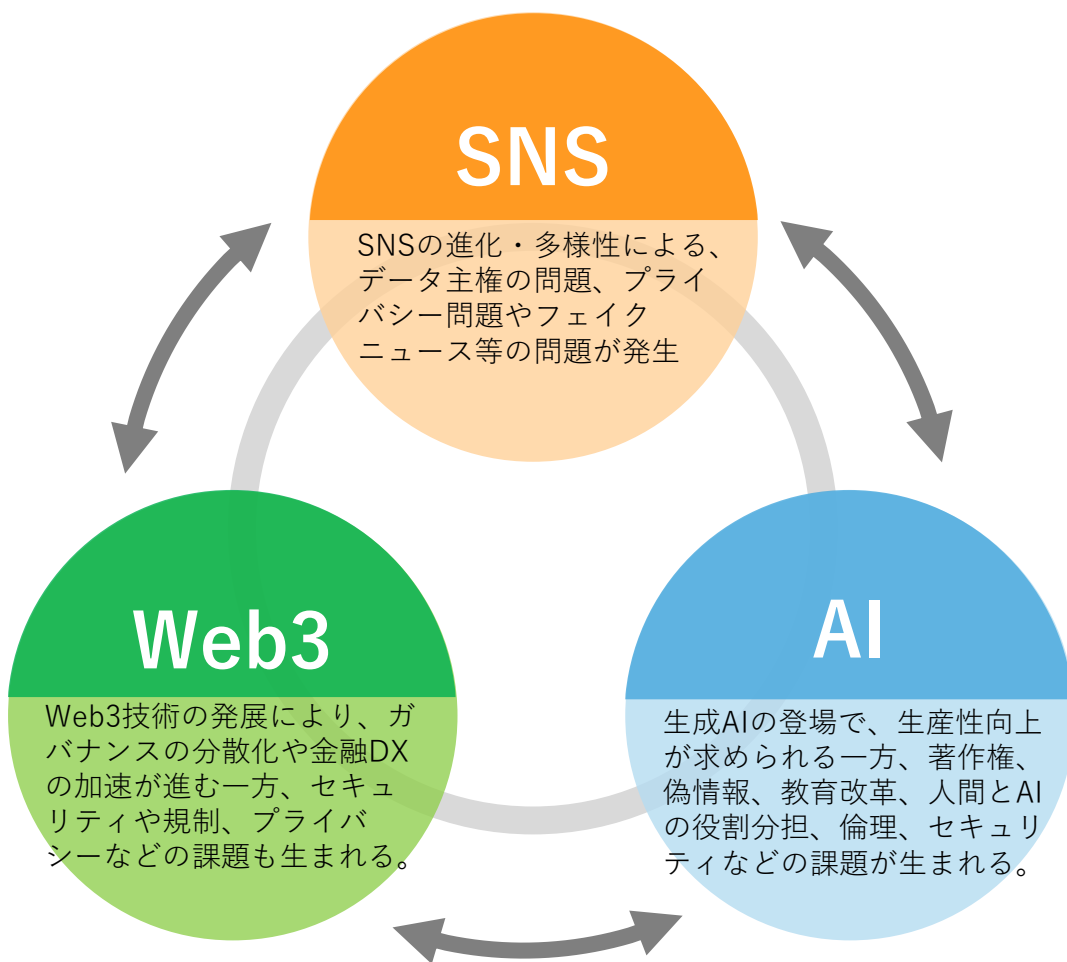 SNS
SNSの進化・多様性による、
データ主権の問題、プライ
バシー問題やフェイク
ニュース等の問題が発生
Web3
Web3技術の発展により、ガ
バナンスの分散化や金融DX
の加速が進む一方、セキュ
リティや規制、プライバ
シーなどの課題も生まれる。
AI
生成AIの登場で、生産性向上
が求められる一方、著作権、
偽情報、教育改革、人間とAI
の役割分担、倫理、セキュリ
ティなどの課題が生まれる。